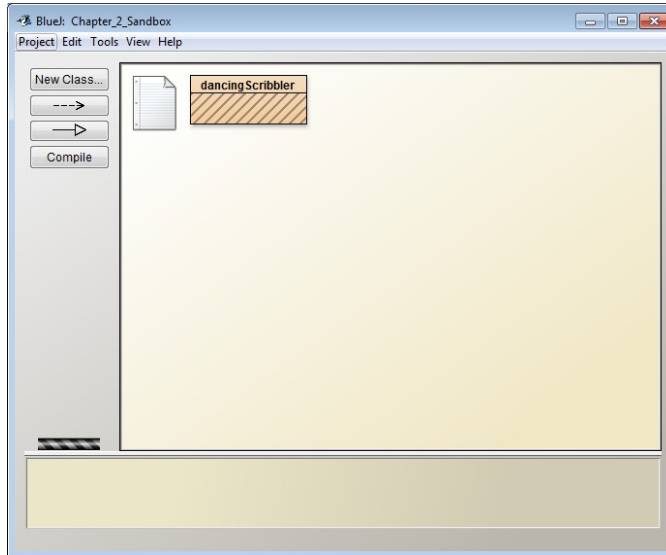 BlueJ: Chapter_2_Sandbox
Project Edit Tools View Help
New Class...
dancingScribbler
Compile